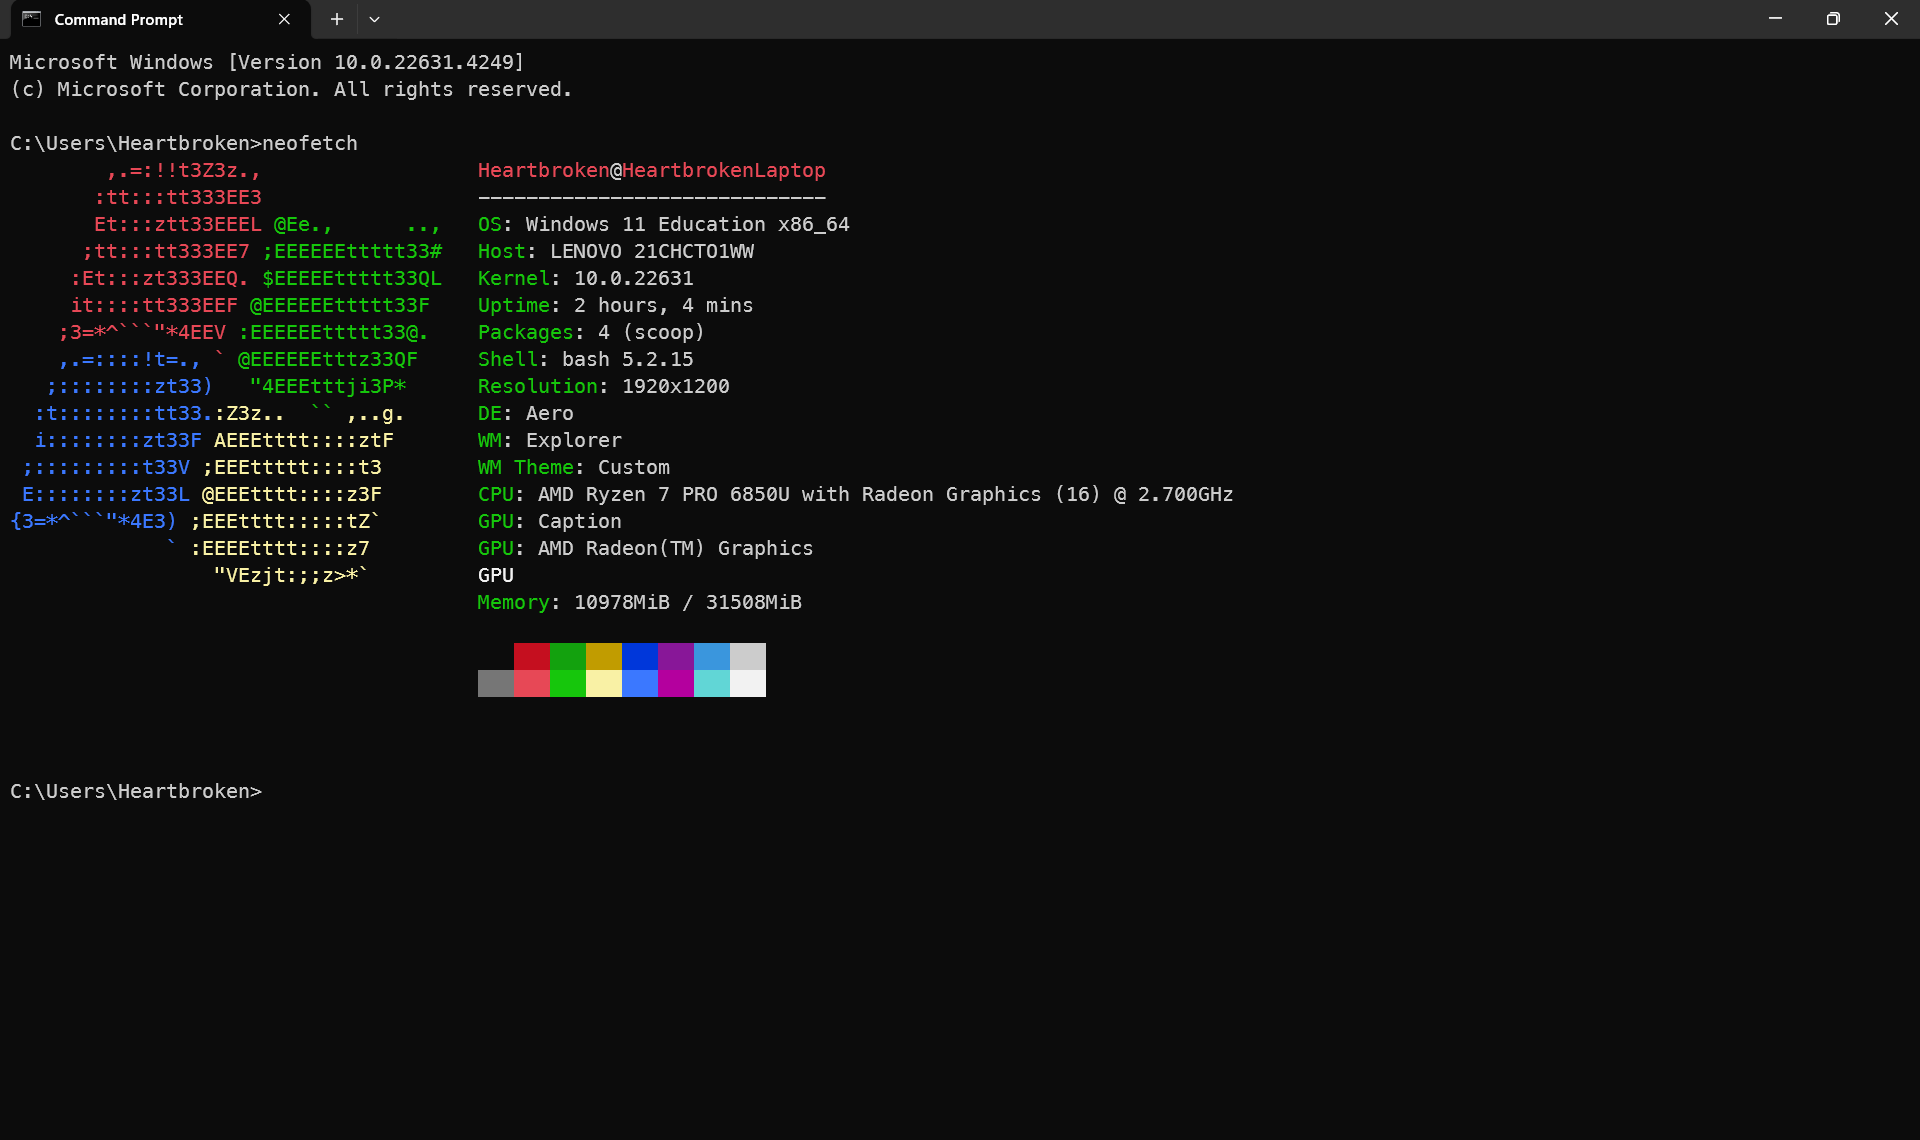 Command Prompt
Microsoft Windows [Version 10.0.22631.4249]
(c) Microsoft Corporation. All rights reserved.
C:\Users\Heartbroken>neofetch
        ,.=:!!t3Z3z.,                  Heartbroken@HeartbrokenLaptop
       :tt:::tt333EE3                  -----------------------------
       Et:::ztt33EEEL @Ee.,      ..,   OS: Windows 11 Education x86_64
      ;tt:::tt333EE7 ;EEEEEEttttt33#   Host: LENOVO 21CHCTO1WW
     :Et:::zt333EEQ. $EEEEEttttt33QL   Kernel: 10.0.22631
     it::::tt333EEF @EEEEEEttttt33F    Uptime: 2 hours, 4 mins
    ;3=*^```"*4EEV :EEEEEEttttt33@.    Packages: 4 (scoop)
    ,.=::::!t=., ` @EEEEEEtttz33QF     Shell: bash 5.2.15
   ;::::::::zt33)   "4EEEtttji3P*      Resolution: 1920x1200
  :t::::::::tt33.:Z3z..  `` ,..g.      DE: Aero
  i::::::::zt33F AEEEtttt::::ztF       WM: Explorer
 ;:::::::::t33V ;EEEttttt::::t3        WM Theme: Custom
 E::::::::zt33L @EEEtttt::::z3F        CPU: AMD Ryzen 7 PRO 6850U with Radeon Graphics (16) @ 2.700GHz
{3=*^```"*4E3) ;EEEtttt:::::tZ`        GPU: Caption
             ` :EEEEtttt::::z7         GPU: AMD Radeon(TM) Graphics
                 "VEzjt:;;z>*`         GPU
                                       Memory: 10978MiB / 31508MiB
C:\Users\Heartbroken>